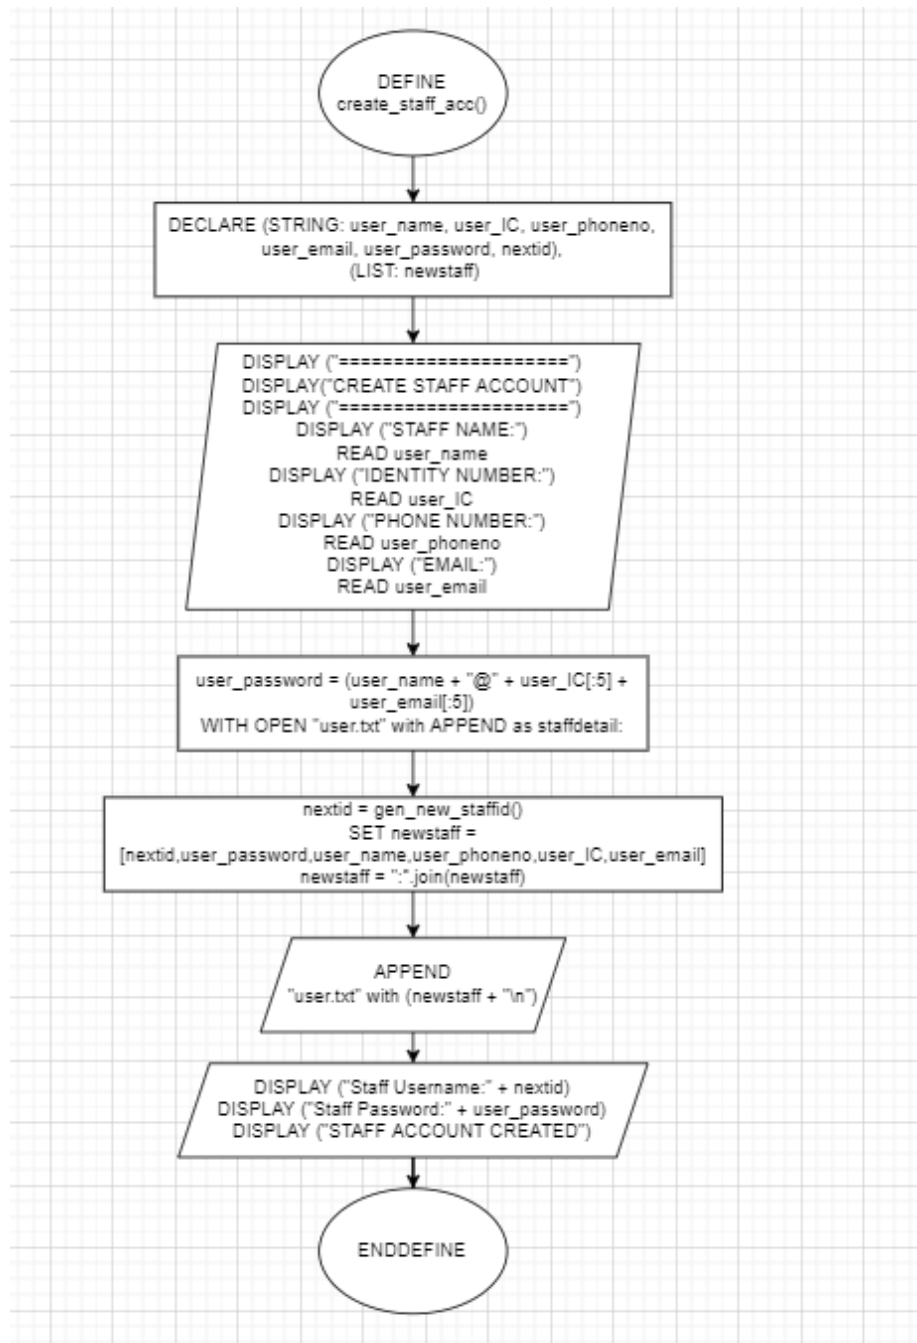 DEFINE
create_staff_acc()
DECLARE (STRING: user_name, user_IC, user_phoneno,
user_email, user_password, nextid),
(LIST: newstaff)
DISPLAY ("=====================")
DISPLAY("CREATE STAFF ACCOUNT")
DISPLAY ("=====================")
DISPLAY ("STAFF NAME:")
READ user_name
DISPLAY ("IDENTITY NUMBER:")
READ user_IC
DISPLAY ("PHONE NUMBER:")
READ user_phoneno
DISPLAY ("EMAIL:")
READ user_email
user_password = (user_name + "@" + user_IC[:5] +
user_email[:5])
WITH OPEN "user.txt" with APPEND as staffdetail:
nextid = gen_new_staffid()
SET newstaff =
[nextid,user_password,user_name,user_phoneno,user_IC,user_email]
newstaff = ":".join(newstaff)
APPEND
"user.txt" with (newstaff + "\n")
DISPLAY ("Staff Username:" + nextid)
DISPLAY ("Staff Password:" + user_password)
DISPLAY ("STAFF ACCOUNT CREATED")
ENDDEFINE